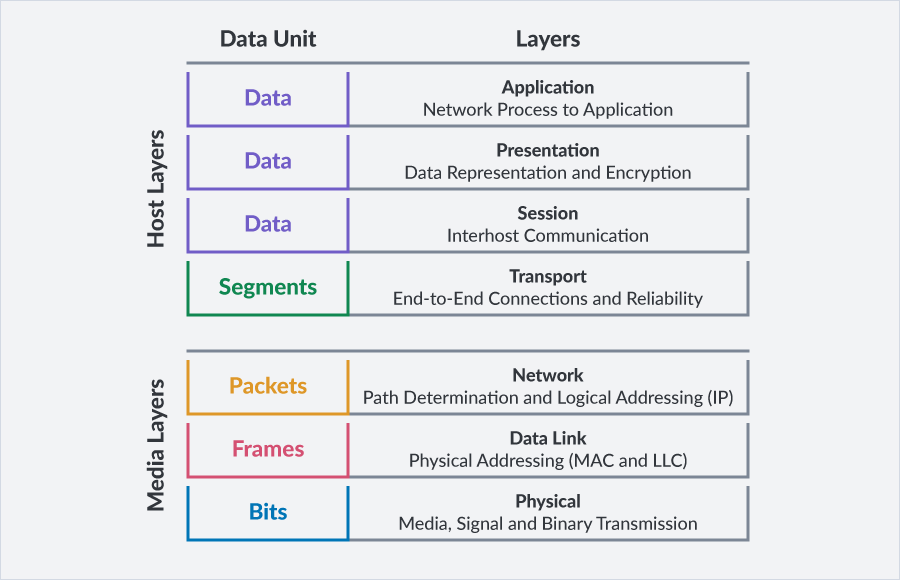 Data Unit
Layers
Host Layers
Data
Application
Network Process to Application
Data
Presentation
Data Representation and Encryption
Data
Session
Interhost Communication
Segments
Transport
End-to-End Connections and Reliability
Media Layers
Packets
Network
Path Determination and Logical Addressing (IP)
Frames
Data Link
Physical Addressing (MAC and LLC)
Bits
Physical
Media, Signal and Binary Transmission